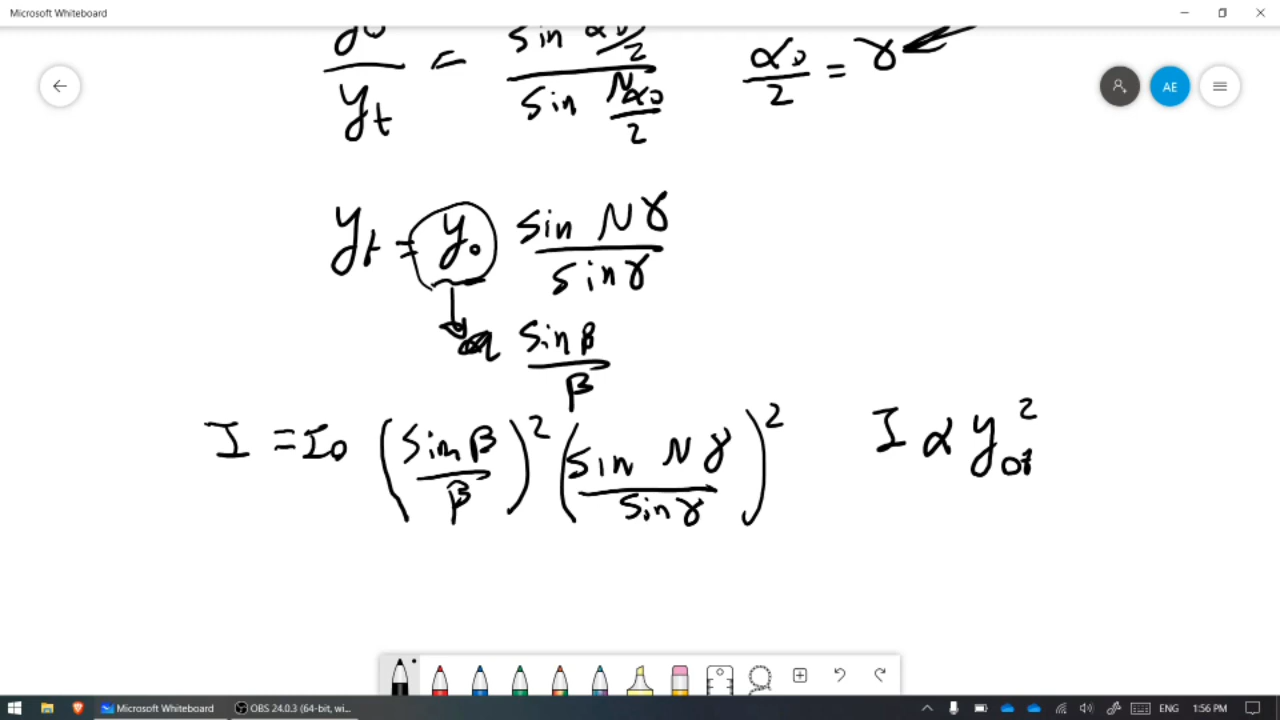 Microsoft Whiteboard
y₀/yₜ = sin α₀/2 / sin Nα₀/2    α₀/2 = γ
AE
yₜ = y₀ sin Nγ / sin γ
sin β / β
I = I₀ (sin β / β)² (sin Nγ / sin γ)²    I α y₀ₜ²
Microsoft Whiteboard    OBS 24.0.3 (64-bit, wi...    ENG    1:56 PM